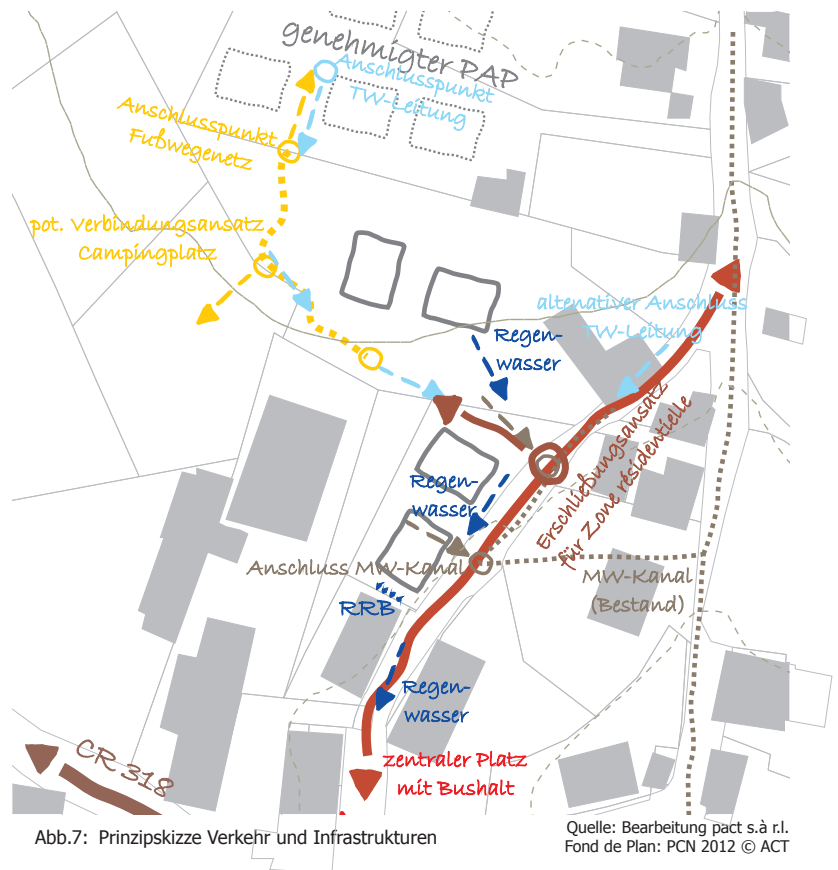 genehmigter PAP
Anschlusspunkt
TW-Leitung
Anschlusspunkt
Fußwegenetz
pot. Verbindungsansatz
Campingplatz
altenativer Anschluss
TW-Leitung
Regen-
wasser
Erschließungsansatz
für Zone résidentielle
Regen-
wasser
Anschluss MW-Kanal
MW-Kanal
(Bestand)
RRB
Regen-
wasser
CR 318
zentraler Platz
mit Bushalt
Abb.7: Prinzipskizze Verkehr und Infrastrukturen
Quelle: Bearbeitung pact s.à r.l.
Fond de Plan: PCN 2012 © ACT